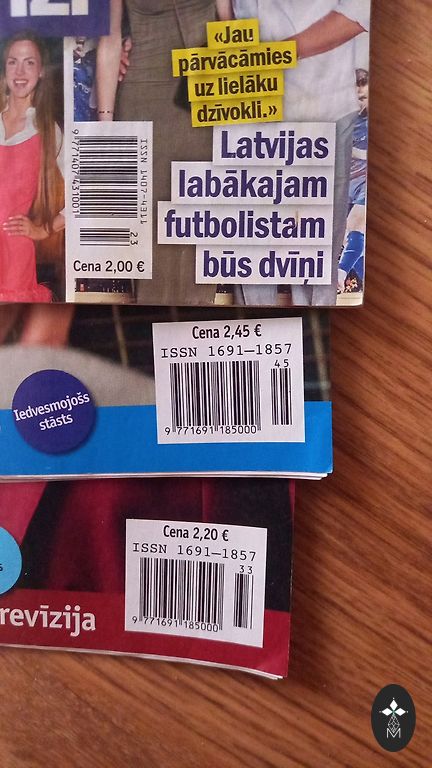 «Jau
pārvācāmies
uz lielāku
dzīvokli.»
Latvijas
labākajam
futbolistam
būs dvīņi
ISSN 1407-4311
9 771407 431001
23
Cena 2,00 €
Cena 2,45 €
ISSN 1691-1857
45
9 771691 185000
Iedvesmojošs
stāsts
Cena 2,20 €
ISSN 1691-1857
33
9 771691 185000
revīzija